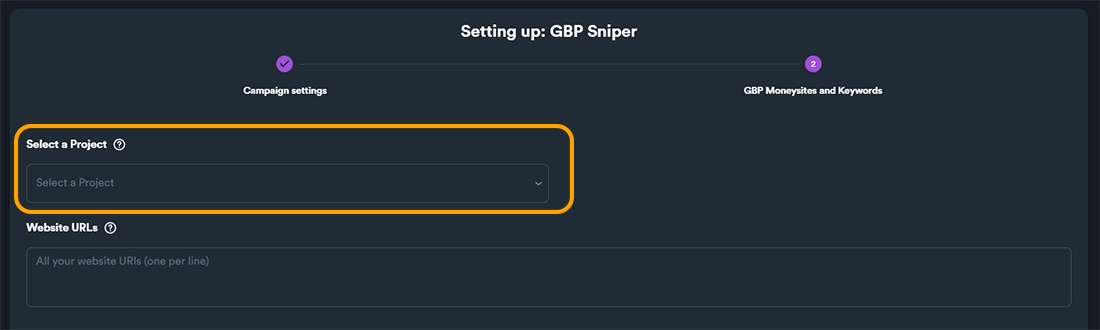 Setting up: GBP Sniper
2
Campaign settings
GBP Moneysites and Keywords
Select a Project ?
Select a Project
Website URLs ?
All your website URls (one per line)